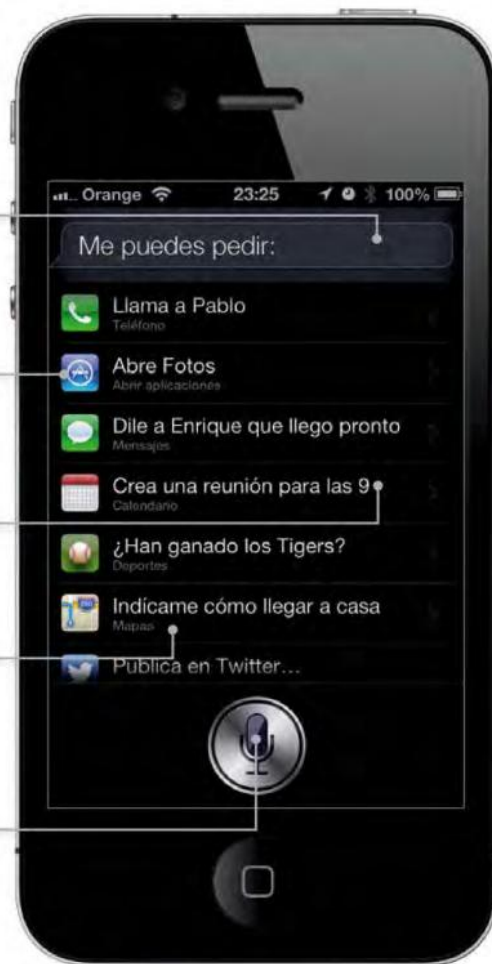 Orange 23:25 100%
Me puedes pedir:
Llama a Pablo
Teléfono
Abre Fotos
Abrir aplicaciones
Dile a Enrique que llego pronto
Mensajes
Crea una reunión para las 9
Calendario
¿Han ganado los Tigers?
Deportes
Indícame cómo llegar a casa
Mapas
Publica en Twitter...